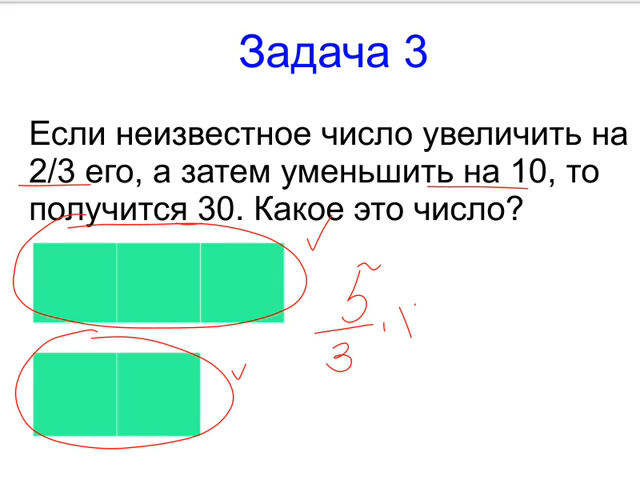 Задача 3
Если неизвестное число увеличить на
2/3 его, а затем уменьшить на 10, то
получится 30. Какое это число?
5
3